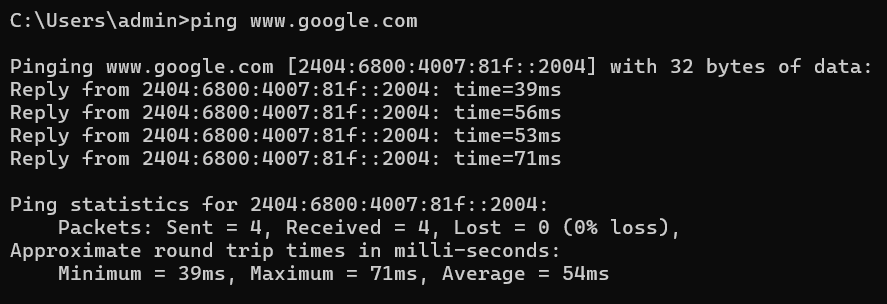 C:\Users\admin>ping www.google.com
Pinging www.google.com [2404:6800:4007:81f::2004] with 32 bytes of data:
Reply from 2404:6800:4007:81f::2004: time=39ms
Reply from 2404:6800:4007:81f::2004: time=56ms
Reply from 2404:6800:4007:81f::2004: time=53ms
Reply from 2404:6800:4007:81f::2004: time=71ms
Ping statistics for 2404:6800:4007:81f::2004:
    Packets: Sent = 4, Received = 4, Lost = 0 (0% loss),
Approximate round trip times in milli-seconds:
    Minimum = 39ms, Maximum = 71ms, Average = 54ms